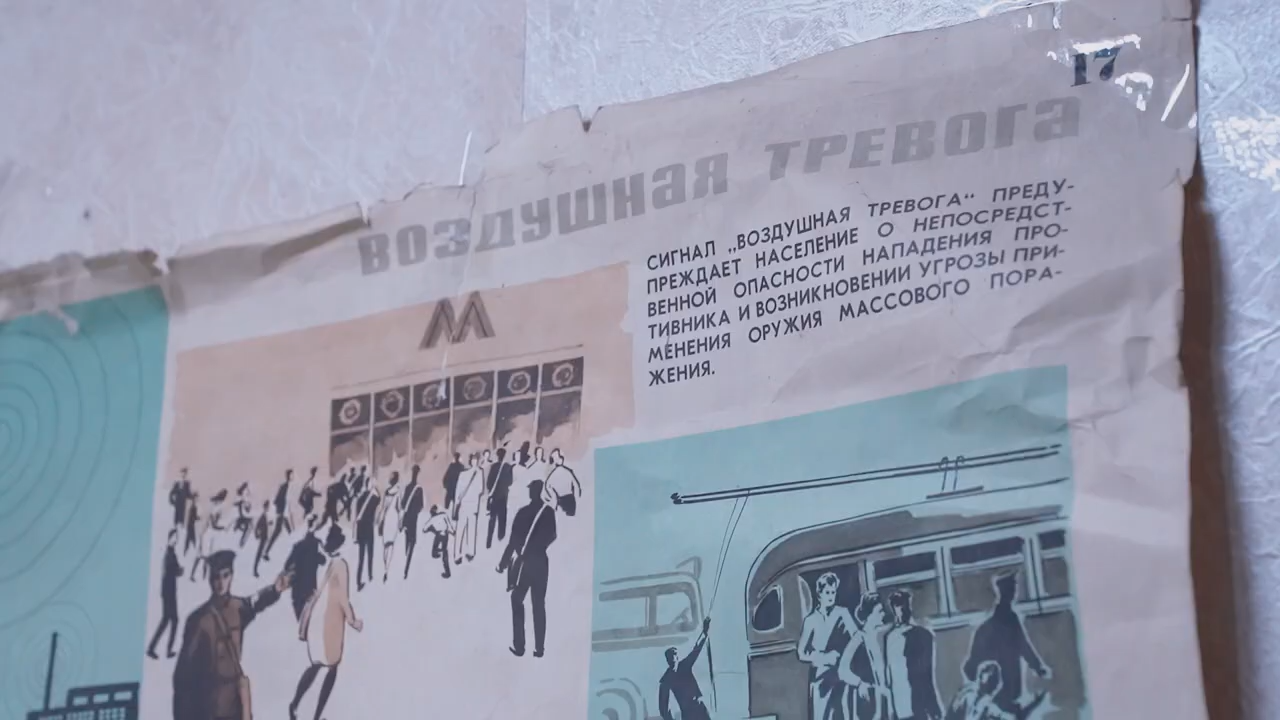 17
ВОЗДУШНАЯ ТРЕВОГА
СИГНАЛ „ВОЗДУШНАЯ ТРЕВОГА“ ПРЕДУ-
ПРЕЖДАЕТ НАСЕЛЕНИЕ О НЕПОСРЕДСТ-
ВЕННОЙ ОПАСНОСТИ НАПАДЕНИЯ ПРО-
ТИВНИКА И ВОЗНИКНОВЕНИИ УГРОЗЫ ПРИ-
МЕНЕНИЯ ОРУЖИЯ МАССОВОГО ПОРА-
ЖЕНИЯ.
М